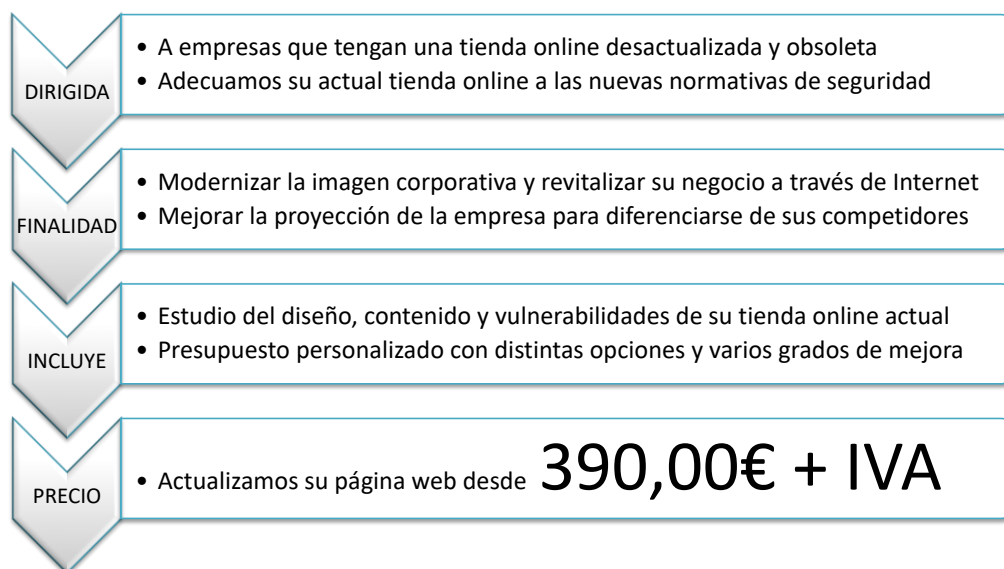 DIRIGIDA
• A empresas que tengan una tienda online desactualizada y obsoleta
• Adecuamos su actual tienda online a las nuevas normativas de seguridad
FINALIDAD
• Modernizar la imagen corporativa y revitalizar su negocio a través de Internet
• Mejorar la proyección de la empresa para diferenciarse de sus competidores
INCLUYE
• Estudio del diseño, contenido y vulnerabilidades de su tienda online actual
• Presupuesto personalizado con distintas opciones y varios grados de mejora
PRECIO
• Actualizamos su página web desde 390,00€ + IVA